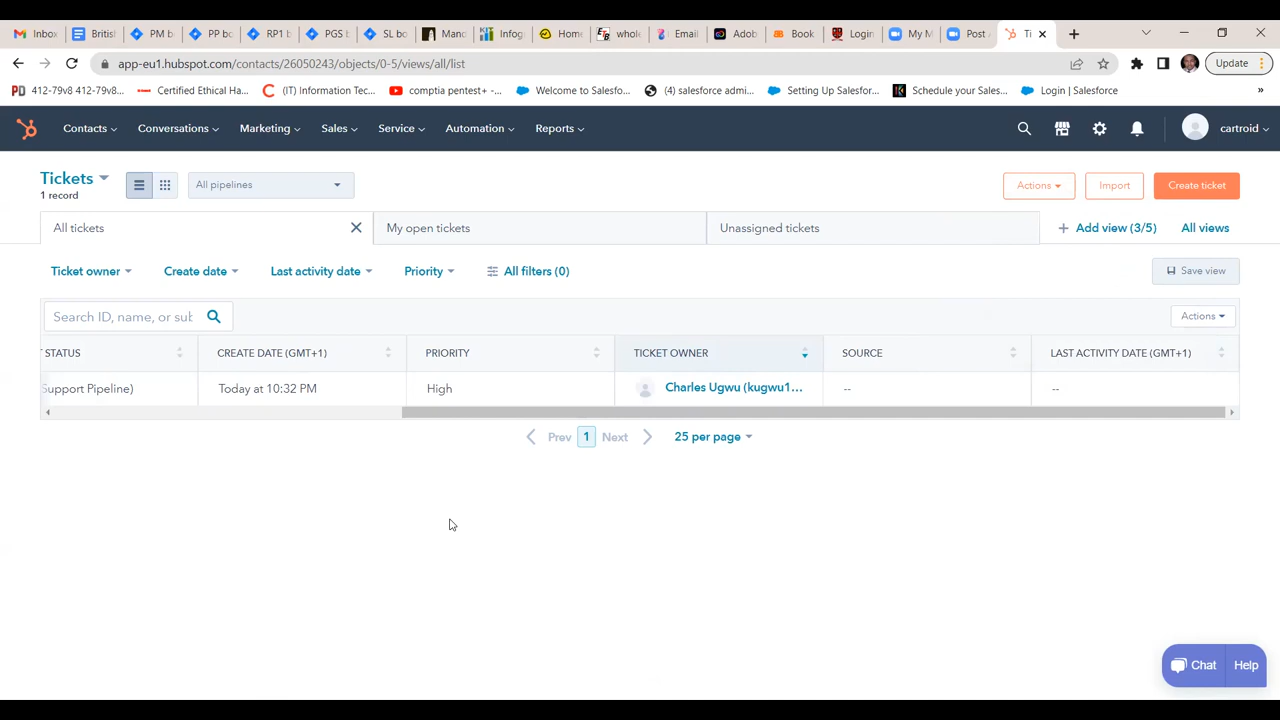 Inbox
British
PM b
PP bo
RP1 b
PGS b
SL bo
Mand
Infog
Home
whole
Email
Adob
Book
Login
My M
Post A
Ti
app-eu1.hubspot.com/contacts/26050243/objects/0-5/views/all/list
Update
412-79v8 412-79v8...
Certified Ethical Ha...
(IT) Information Tec...
comptia pentest+ -...
Welcome to Salesfo...
(4) salesforce admi...
Setting Up Salesfor...
Schedule your Sales...
Login | Salesforce
»
Contacts
Conversations
Marketing
Sales
Service
Automation
Reports
cartroid
Tickets
1 record
All pipelines
Actions
Import
Create ticket
All tickets
My open tickets
Unassigned tickets
+ Add view (3/5)
All views
Ticket owner
Create date
Last activity date
Priority
All filters (0)
Save view
Search ID, name, or sub
Actions
STATUS
CREATE DATE (GMT+1)
PRIORITY
TICKET OWNER
SOURCE
LAST ACTIVITY DATE (GMT+1)
Support Pipeline)
Today at 10:32 PM
High
Charles Ugwu (kugwu1...
--
--
Prev
1
Next
25 per page
Chat
Help